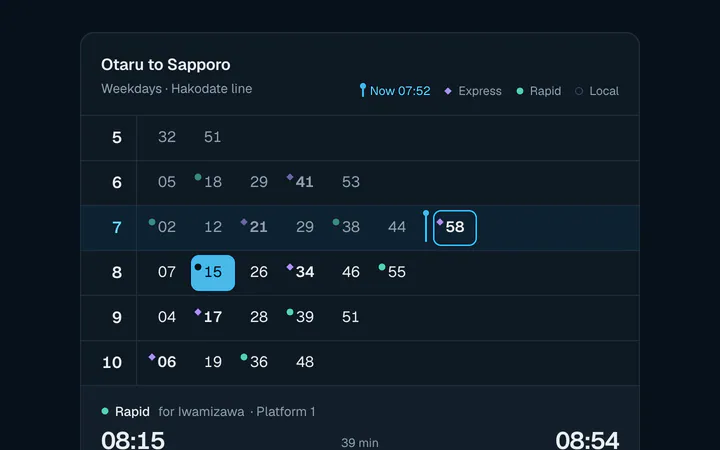 Otaru to Sapporo
Weekdays · Hakodate line
Now 07:52 Express Rapid Local
5 32 51
6 05 18 29 41 53
7 02 12 21 29 38 44 58
8 07 15 26 34 46 55
9 04 17 28 39 51
10 06 19 36 48
Rapid for Iwamizawa · Platform 1
08:15 39 min 08:54